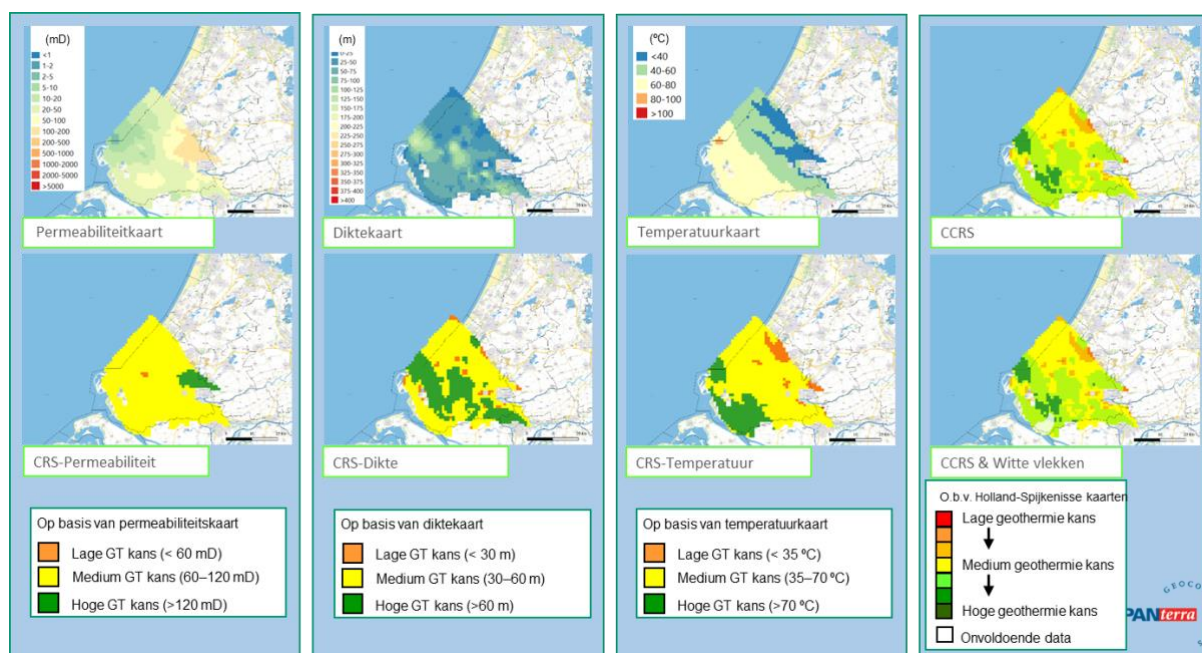 (mD)
<1
1-2
2-5
5-10
10-20
20-50
50-100
100-200
200-500
500-1000
1000-2000
2000-5000
>5000
Permeabiliteitkaart
(m)
0-25
25-50
50-75
75-100
100-125
125-150
150-175
175-200
200-225
225-250
250-275
275-300
300-325
325-350
350-375
375-400
>400
Diktekaart
(ºC)
<40
40-60
60-80
80-100
>100
Temperatuurkaart
CCRS
CRS-Permeabiliteit
CRS-Dikte
CRS-Temperatuur
CCRS & Witte vlekken
Op basis van permeabiliteitskaart
Lage GT kans (< 60 mD)
Medium GT kans (60–120 mD)
Hoge GT kans (>120 mD)
Op basis van diktekaart
Lage GT kans (< 30 m)
Medium GT kans (30–60 m)
Hoge GT kans (>60 m)
Op basis van temperatuurkaart
Lage GT kans (< 35 ºC)
Medium GT kans (35–70 ºC)
Hoge GT kans (>70 ºC)
O.b.v. Holland-Spijkenisse kaarten
Lage geothermie kans
Medium geothermie kans
Hoge geothermie kans
Onvoldoende data
GEOCO
PANterra